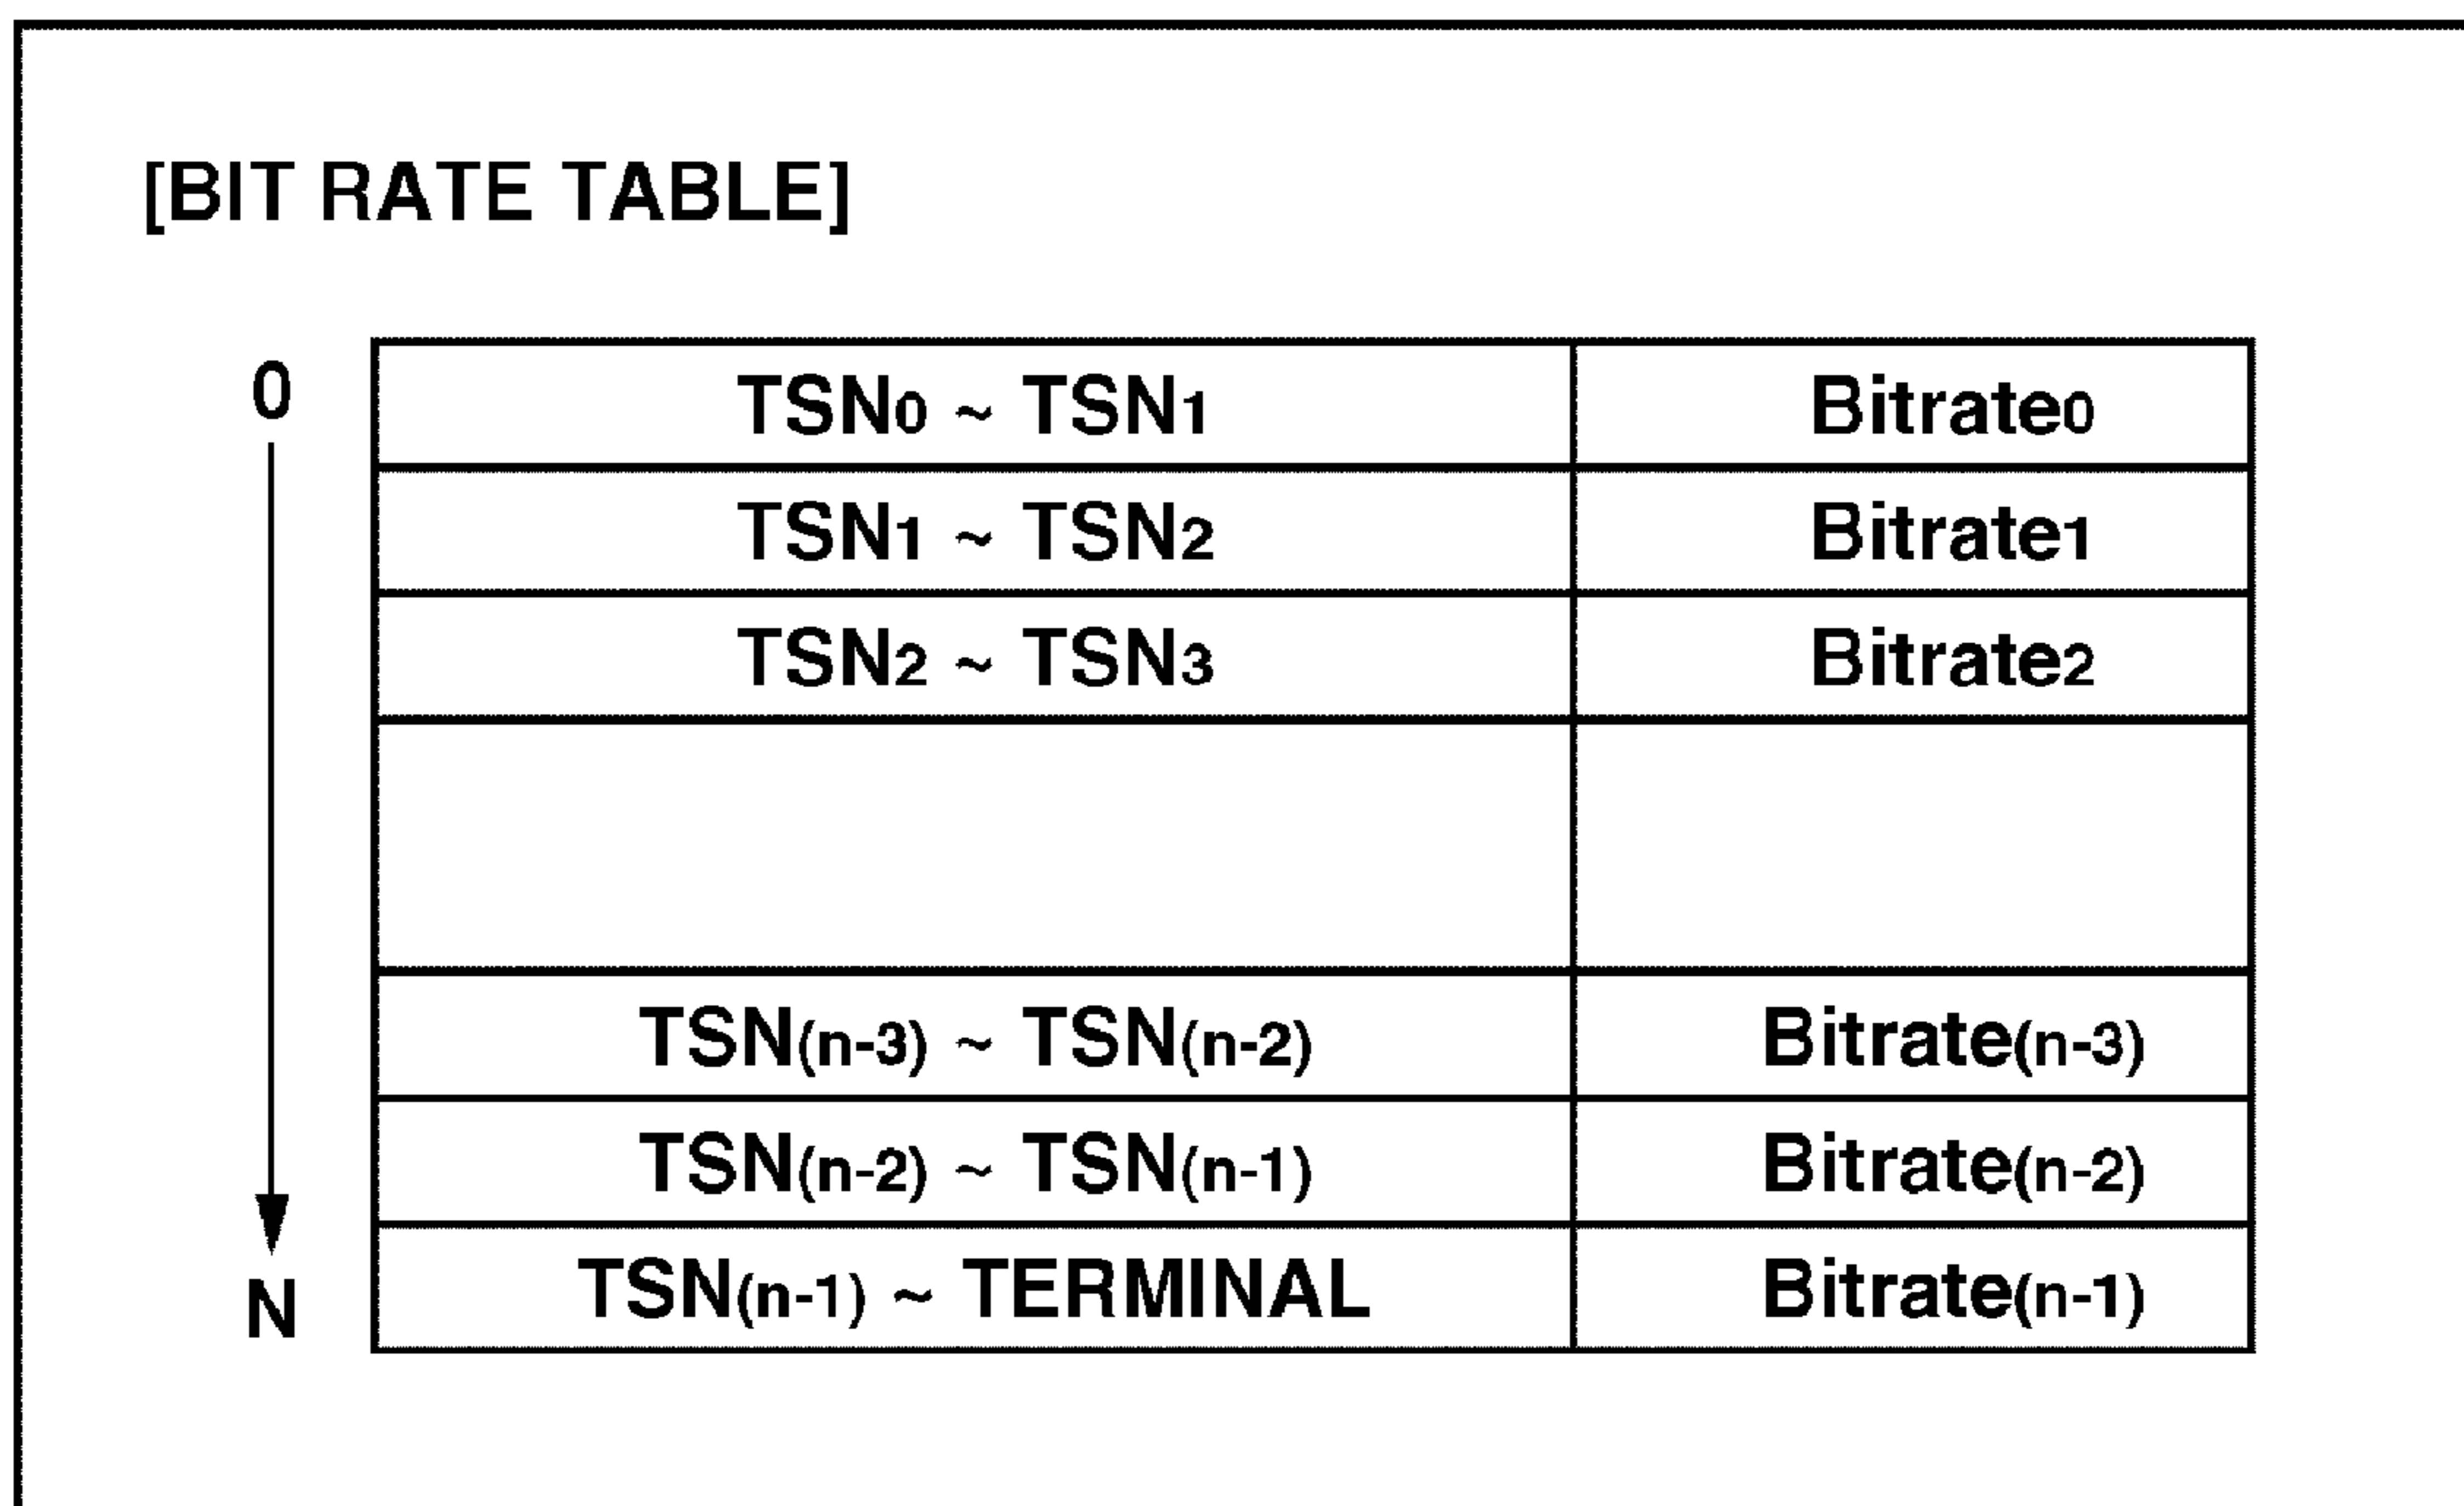 [BIT RATE TABLE]
0
TSN0 ~ TSN1 Bitrate0
TSN1 ~ TSN2 Bitrate1
TSN2 ~ TSN3 Bitrate2
TSN(n-3) ~ TSN(n-2) Bitrate(n-3)
TSN(n-2) ~ TSN(n-1) Bitrate(n-2)
N
TSN(n-1) ~ TERMINAL Bitrate(n-1)